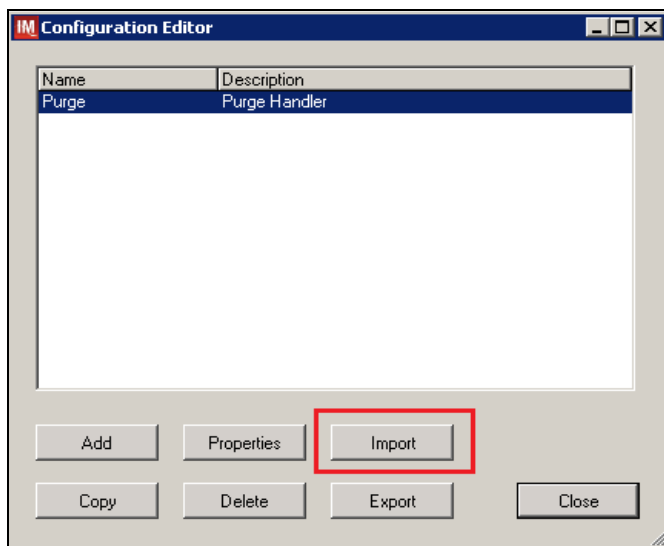 IM Configuration Editor
Name Description
Purge Purge Handler
Add Properties Import
Copy Delete Export Close